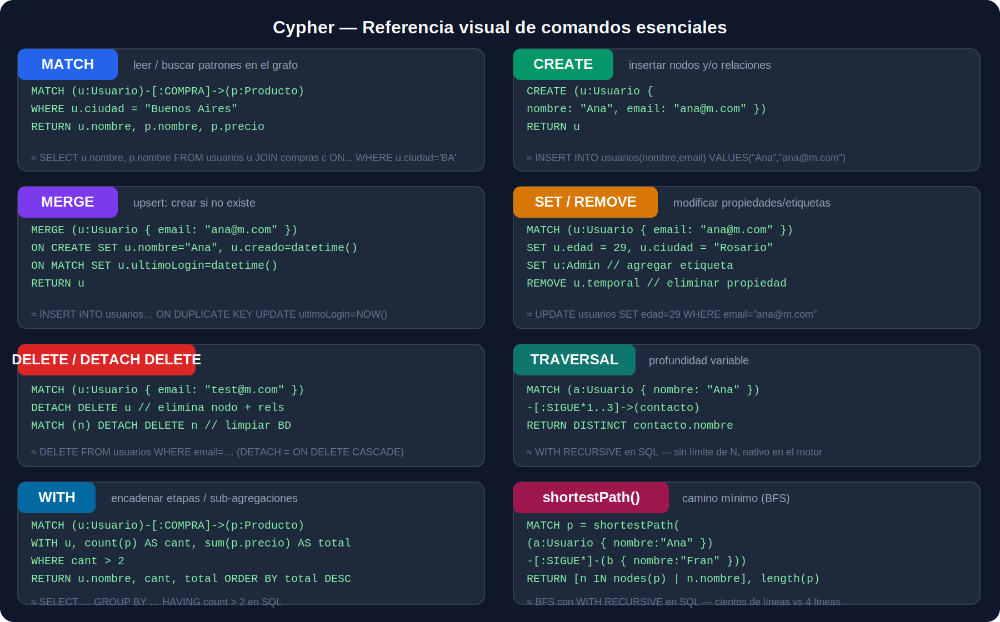 Cypher — Referencia visual de comandos esenciales
MATCH
leer / buscar patrones en el grafo
MATCH (u:Usuario)-[:COMPRA]->(p:Producto)
WHERE u.ciudad = "Buenos Aires"
RETURN u.nombre, p.nombre, p.precio
≈ SELECT u.nombre, p.nombre FROM usuarios u JOIN compras c ON... WHERE u.ciudad='BA'
CREATE
insertar nodos y/o relaciones
CREATE (u:Usuario {
nombre: "Ana", email: "ana@m.com" })
RETURN u
≈ INSERT INTO usuarios(nombre,email) VALUES("Ana","ana@m.com")
MERGE
upsert: crear si no existe
MERGE (u:Usuario { email: "ana@m.com" })
ON CREATE SET u.nombre="Ana", u.creado=datetime()
ON MATCH SET u.ultimoLogin=datetime()
RETURN u
≈ INSERT INTO usuarios… ON DUPLICATE KEY UPDATE ultimoLogin=NOW()
SET / REMOVE
modificar propiedades/etiquetas
MATCH (u:Usuario { email: "ana@m.com" })
SET u.edad = 29, u.ciudad = "Rosario"
SET u:Admin // agregar etiqueta
REMOVE u.temporal // eliminar propiedad
≈ UPDATE usuarios SET edad=29 WHERE email="ana@m.com"
DELETE / DETACH DELETE
MATCH (u:Usuario { email: "test@m.com" })
DETACH DELETE u // elimina nodo + rels
MATCH (n) DETACH DELETE n // limpiar BD
≈ DELETE FROM usuarios WHERE email=… (DETACH = ON DELETE CASCADE)
TRAVERSAL
profundidad variable
MATCH (a:Usuario { nombre: "Ana" })
-[:SIGUE*1..3]->(contacto)
RETURN DISTINCT contacto.nombre
≈ WITH RECURSIVE en SQL — sin límite de N, nativo en el motor
WITH
encadenar etapas / sub-agregaciones
MATCH (u:Usuario)-[:COMPRA]->(p:Producto)
WITH u, count(p) AS cant, sum(p.precio) AS total
WHERE cant > 2
RETURN u.nombre, cant, total ORDER BY total DESC
≈ SELECT … GROUP BY … HAVING count > 2 en SQL
shortestPath()
camino mínimo (BFS)
MATCH p = shortestPath(
(a:Usuario { nombre:"Ana" })
-[:SIGUE*]-(b { nombre:"Fran" }))
RETURN [n IN nodes(p) | n.nombre], length(p)
≈ BFS con WITH RECURSIVE en SQL — cientos de líneas vs 4 líneas